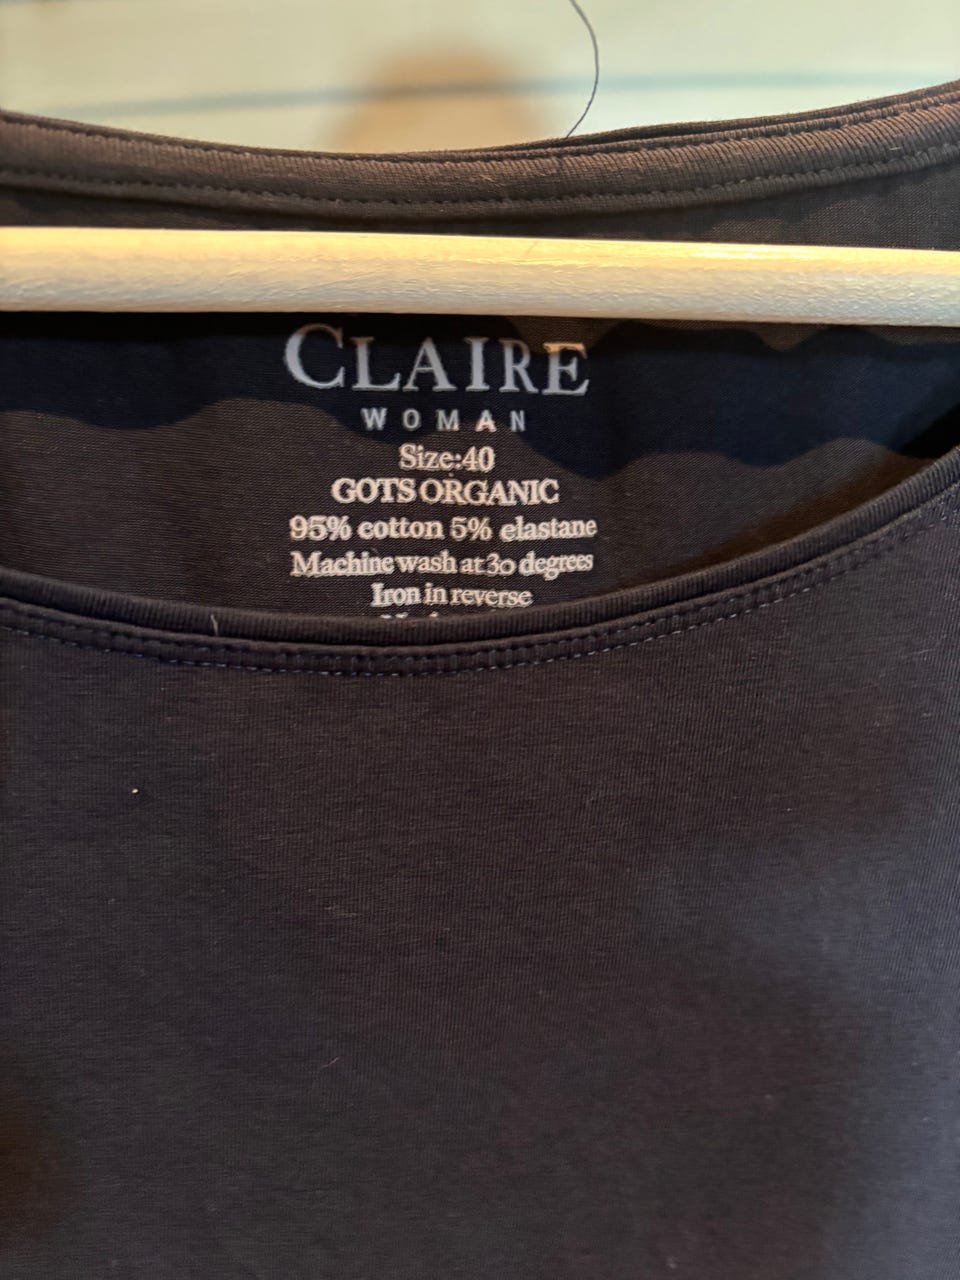 CLAIRE
WOMAN
Size:40
GOTS ORGANIC
95% cotton 5% elastane
Machine wash at 30 degrees
Iron in reverse